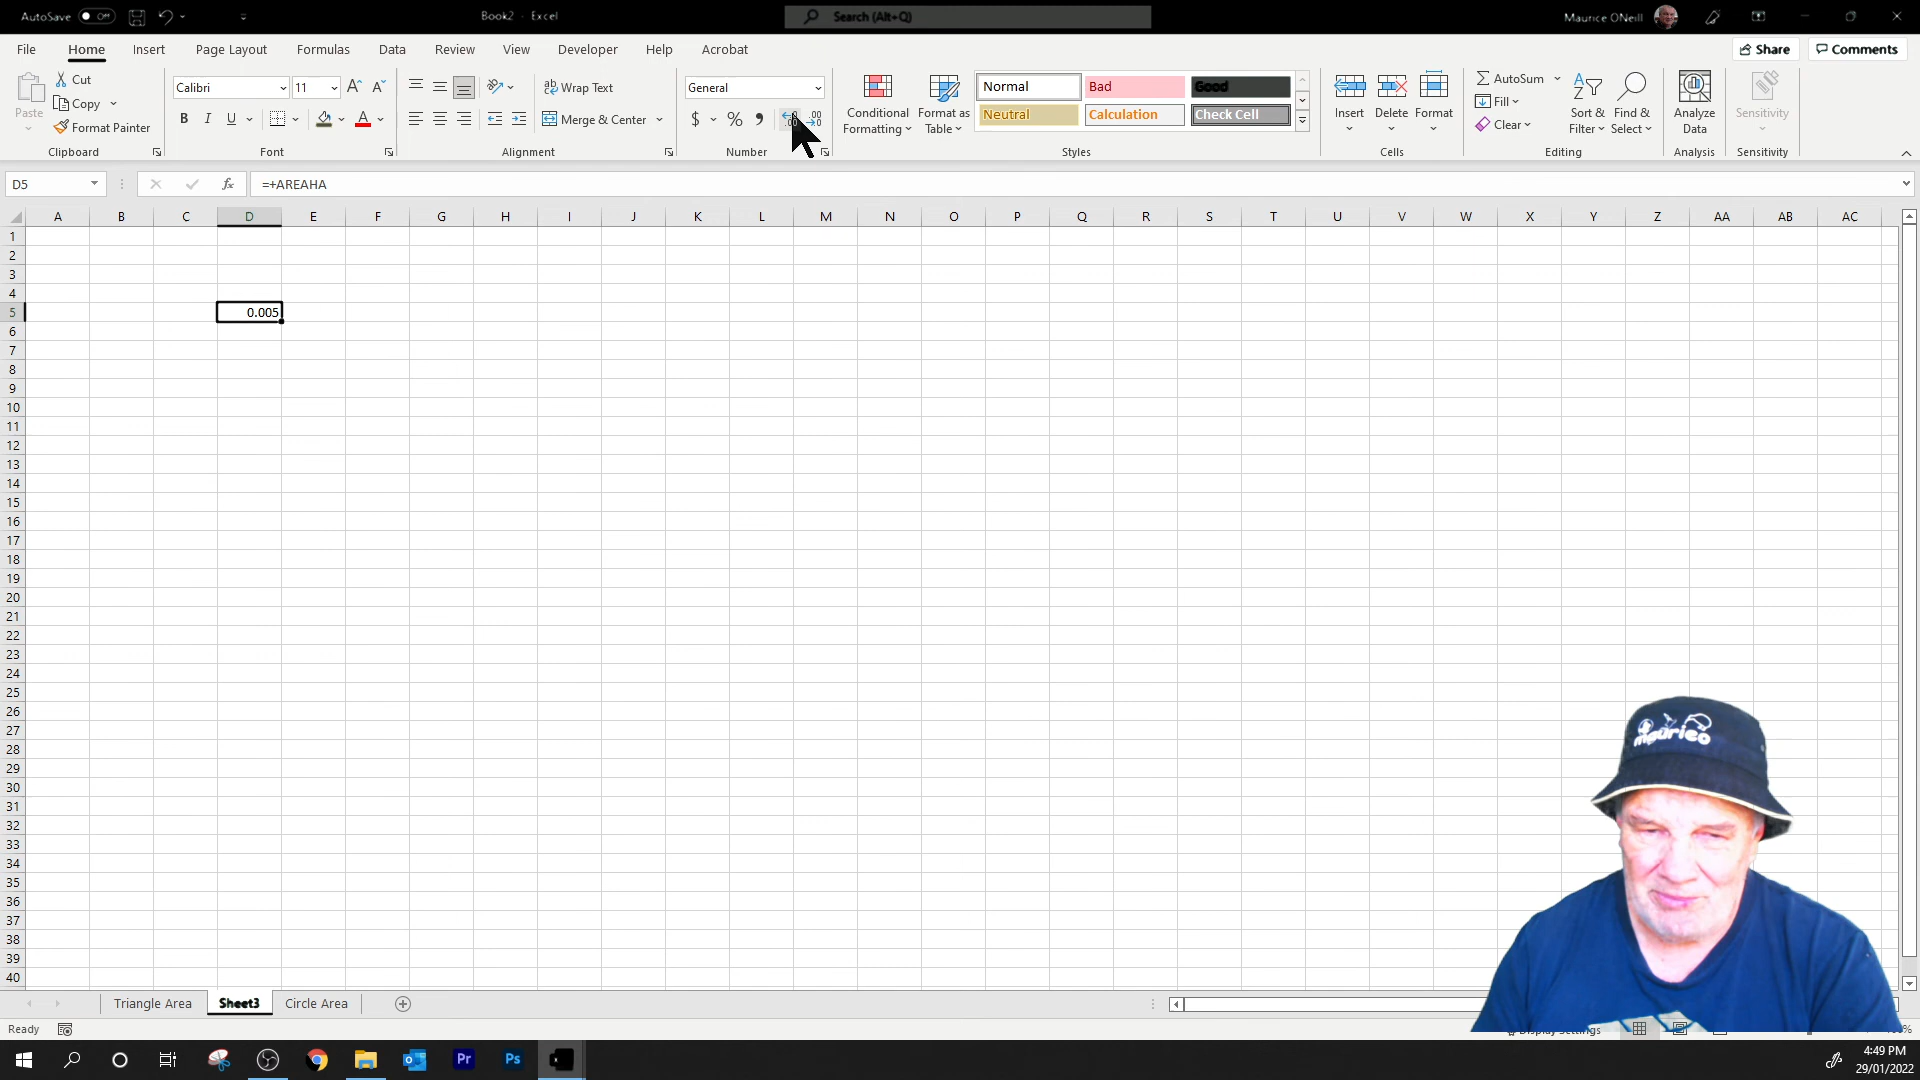 AutoSave Off Book2 - Excel Search (Alt+Q) Maurice ONeill
File Home Insert Page Layout Formulas Data Review View Developer Help Acrobat Share Comments
Paste Cut Copy Format Painter Clipboard
Calibri 11 B I U A A A Font
ab Wrap Text Merge & Center Alignment
General $ % 9 Number
Conditional Formatting Format as Table
Normal Bad Good
Neutral Calculation Check Cell
Styles
Insert Delete Format Cells
AutoSum Fill Clear Sort & Filter Find & Select Editing
Analyze Data Analysis
Sensitivity Sensitivity
D5 fx =+AREAHA
A B C D E F G H I J K L M N O P Q R S T U V W X Y Z AA AB AC
1
2
3
4
5 0.005
6
7
8
9
10
11
12
13
14
15
16
17
18
19
20
21
22
23
24
25
26
27
28
29
30
31
32
33
34
35
36
37
38
39
40
maurieo
Triangle Area Sheet3 Circle Area
Ready Display Settings
Pr Ps 4:49 PM
29/01/2022